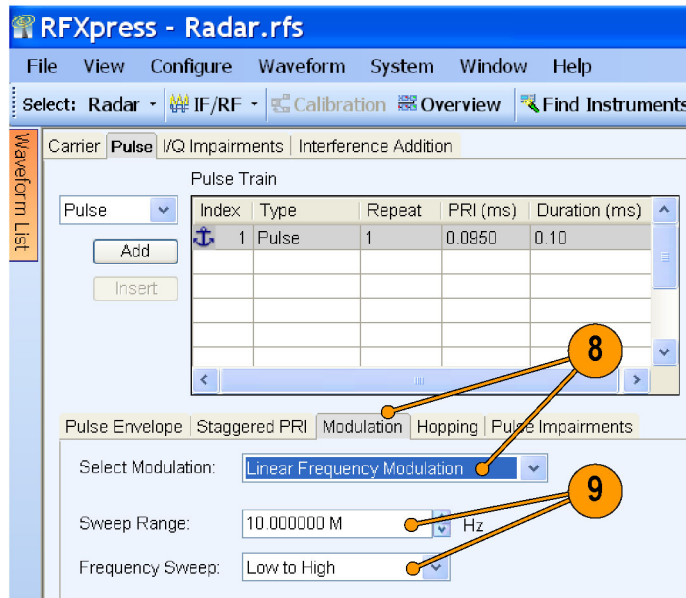 RFXpress - Radar.rfs
File View Configure Waveform System Window Help
Select: Radar IF/RF Calibration Overview Find Instruments
Waveform List
Carrier Pulse I/Q Impairments Interference Addition
Pulse Train
Pulse
Add
Insert
Index Type Repeat PRI (ms) Duration (ms)
1 Pulse 1 0.0950 0.10
8
Pulse Envelope Staggered PRI Modulation Hopping Pulse Impairments
Select Modulation: Linear Frequency Modulation
9
Sweep Range: 10.000000 M Hz
Frequency Sweep: Low to High